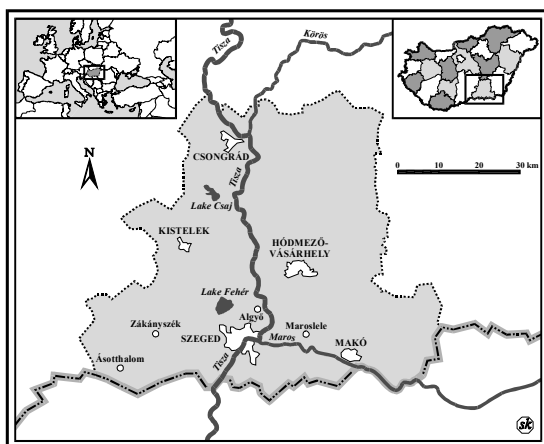 Tisza
Körös
CSONGRÁD
N
Tisza
0 10 20 30 km
Lake Csaj
KISTELEK
HÓDMEZŐ-
VÁSÁRHELY
Lake Fehér
Algyő
Zákányszék
SZEGED
Maroslele
Maros
MAKÓ
Ásotthalom
Tisza
sk